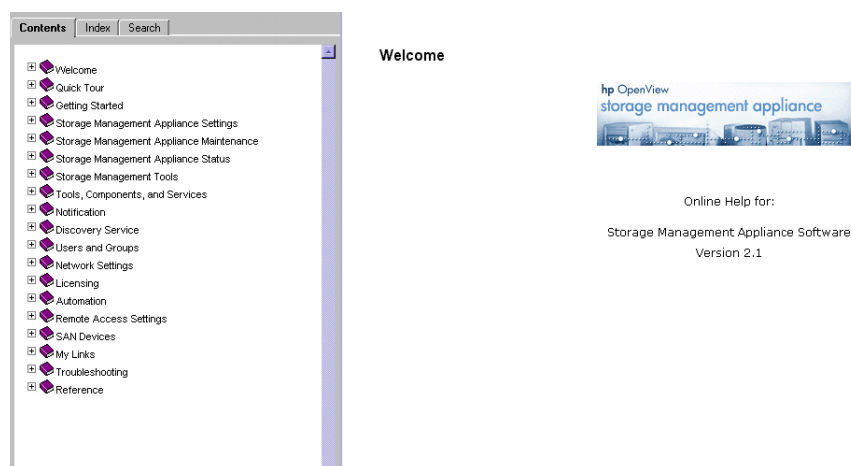 Contents Index Search
Welcome
Quick Tour
Getting Started
Storage Management Appliance Settings
Storage Management Appliance Maintenance
Storage Management Appliance Status
Storage Management Tools
Tools, Components, and Services
Notification
Discovery Service
Users and Groups
Network Settings
Licensing
Automation
Remote Access Settings
SAN Devices
My Links
Troubleshooting
Reference
Welcome
hp OpenView
storage management appliance
Online Help for:
Storage Management Appliance Software
Version 2.1